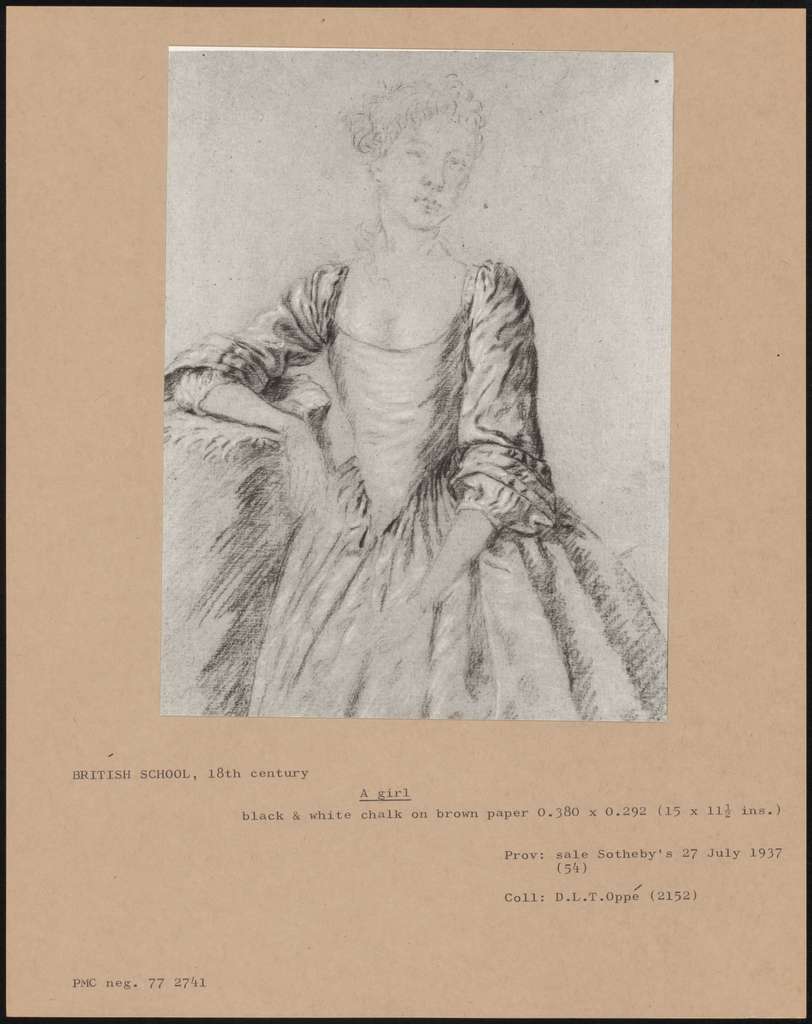 BRITISH SCHOOL, 18th century
A girl
black & white chalk on brown paper 0.380 x 0.292 (15 x 11½ ins.)
Prov: sale Sotheby's 27 July 1937
(54)
Coll: D.L.T.Oppé (2152)
PMC neg. 77 2741